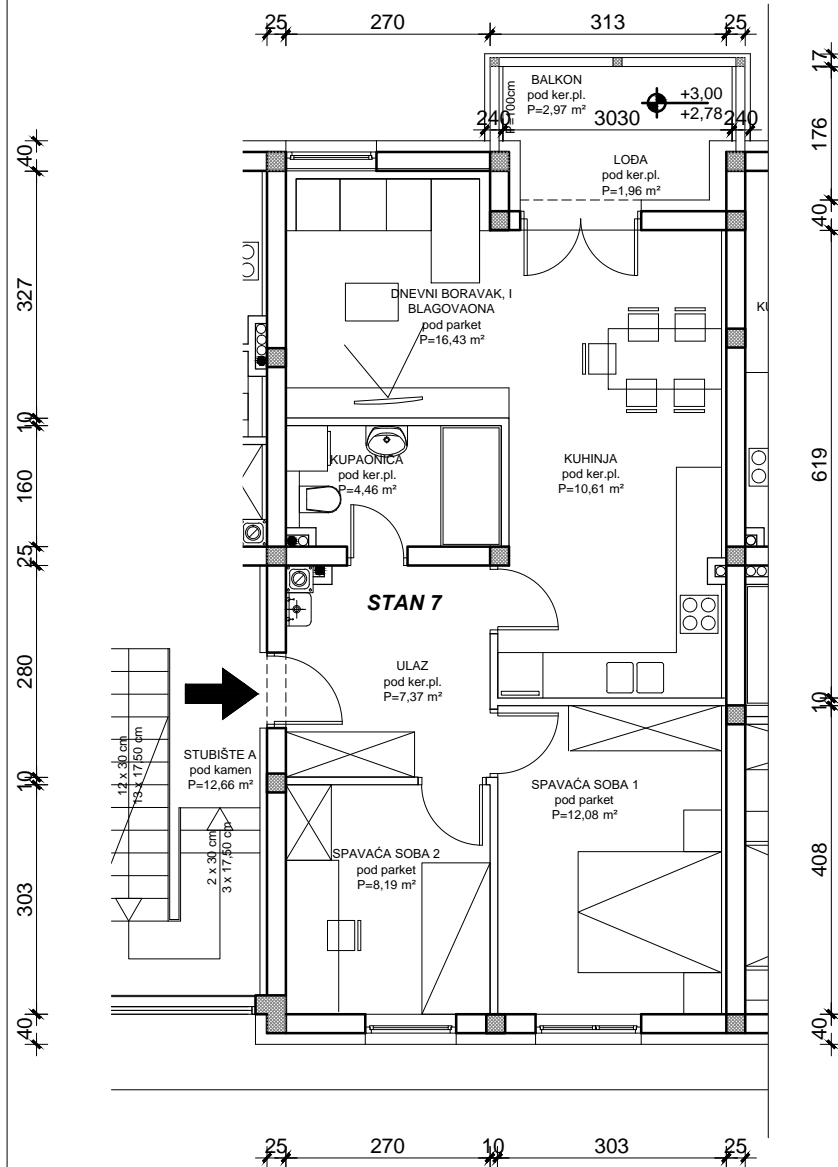 25 270 313 25
BALKON
pod ker.pl.
P=2,97 m²
P=100cm
+3,00
+2,78
240 3030 240
LOĐA
pod ker.pl.
P=1,96 m²
DNEVNI BORAVAK, I
BLAGOVAONA
pod parket
P=16,43 m²
KUPAONICA
pod ker.pl.
P=4,46 m²
KUHINJA
pod ker.pl.
P=10,61 m²
STAN 7
ULAZ
pod ker.pl.
P=7,37 m²
STUBIŠTE A
pod kamen
P=12,66 m²
12 x 30 cm
13 x 17,50 cm
2 x 30 cm
3 x 17,50 cm
SPAVAĆA SOBA 1
pod parket
P=12,08 m²
SPAVAĆA SOBA 2
pod parket
P=8,19 m²
40
327
10
160
25
280
10
303
40
17
176
40
619
10
408
40
25 270 10 303 25